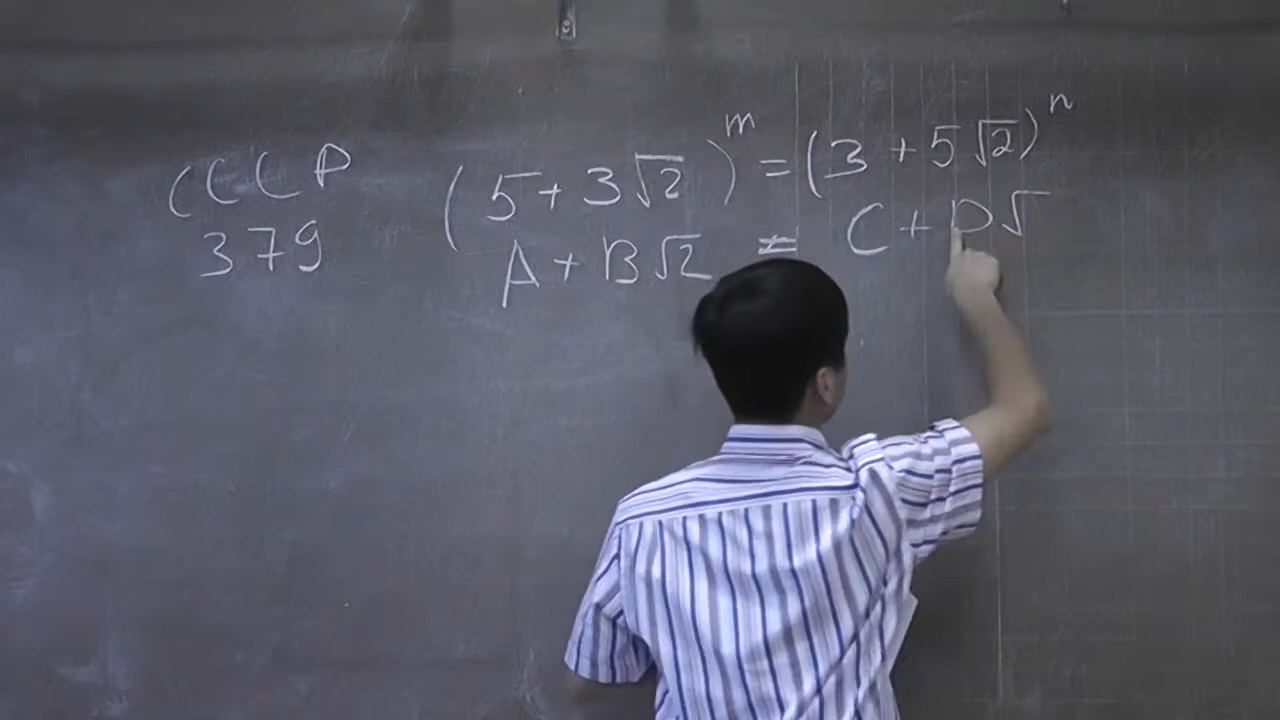 CCCP
379
(5+3√2)^m = (3+5√2)^n
A+B√2 = C+D√